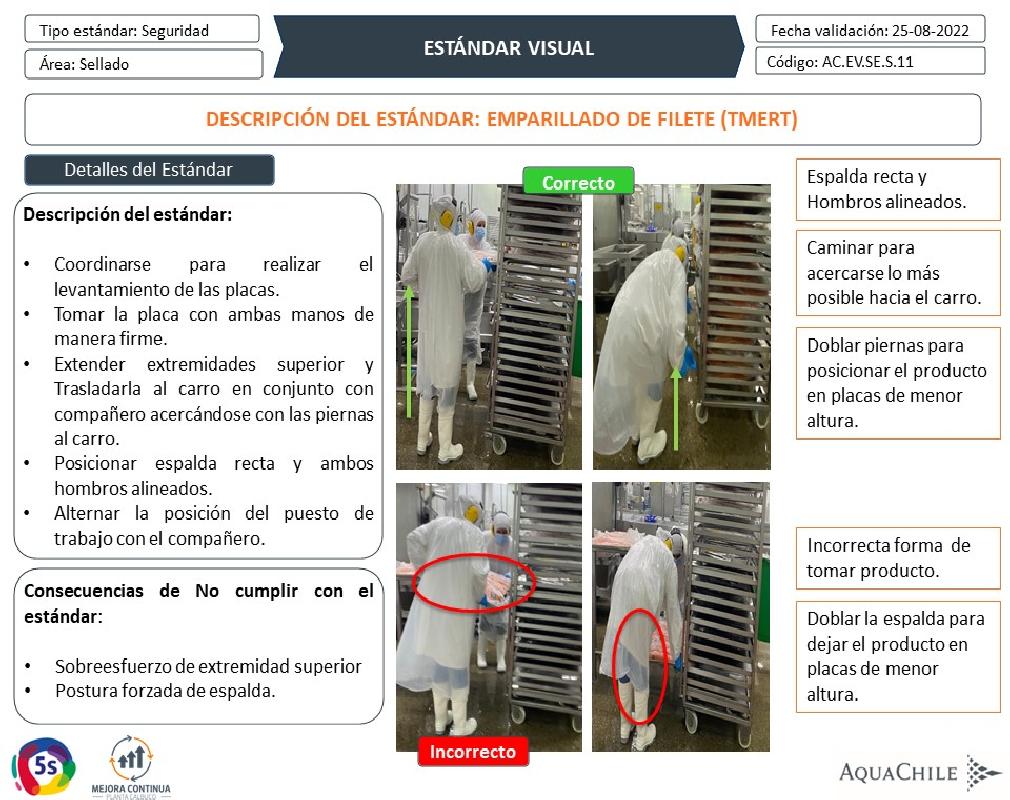 Tipo estándar: Seguridad
Área: Sellado
ESTÁNDAR VISUAL
Fecha validación: 25-08-2022
Código: AC.EV.SE.S.11
DESCRIPCIÓN DEL ESTÁNDAR: EMPARILLADO DE FILETE (TMERT)
Detalles del Estándar
Descripción del estándar:
• Coordinarse para realizar el
levantamiento de las placas.
• Tomar la placa con ambas manos de
manera firme.
• Extender extremidades superior y
Trasladarla al carro en conjunto con
compañero acercándose con las piernas
al carro.
• Posicionar espalda recta y ambos
hombros alineados.
• Alternar la posición del puesto de
trabajo con el compañero.
Consecuencias de No cumplir con el
estándar:
• Sobreesfuerzo de extremidad superior
• Postura forzada de espalda.
Correcto
Incorrecto
Espalda recta y
Hombros alineados.
Caminar para
acercarse lo más
posible hacia el carro.
Doblar piernas para
posicionar el producto
en placas de menor
altura.
Incorrecta forma de
tomar producto.
Doblar la espalda para
dejar el producto en
placas de menor
altura.
5s
MEJORA CONTINUA
PLANTA CALBUCO
AQUACHILE